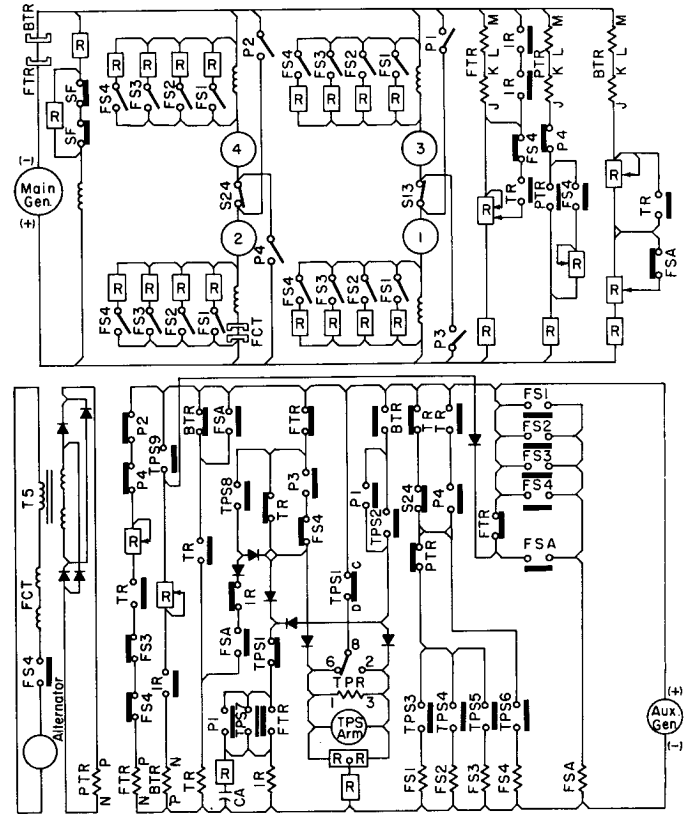 BTR
FTR
R
SF
R
SF
(-)
Main
Gen.
(+)
R R R R
FS4
FS3
FS2
FS1
P2
4
S24
2
P4
R R R R
FS4
FS3
FS2
FS1
FCT
FS4
FS3
FS2
FS1
R R R R
P1
3
S13
1
FS4
FS3
FS2
FS1
R R R R
P3
FTR
M
L
K
J
IR
IR
FS4
TR
R
R
PTR
M
L
K
J
P4
PTR
FS4
R
R
BTR
M
L
K
J
R
TR
FSA
R
R
T5
FCT
FS4
Alternator
PTR
P
N
P2
P4
R
TR
FS3
FS4
FTR
P
N
TPS9
R
IR
BTR
N
P
BTR
FSA
TR
TR
TPS8
IR
FSA
P1
TPS7
R
CA
TR
TPS1
FTR
IR
FTR
P3
FS4
TPS1
C
D
8
6
2
TPR
1
3
TPS
Arm
R R
R
P1
TPS2
BTR
TR
TR
S24
P4
PTR
TPS3
TPS4
TPS5
TPS6
FS1
FS2
FS3
FS4
FTR
FS1
FS2
FS3
FS4
FSA
FSA
(+)
Aux.
Gen.
(-)